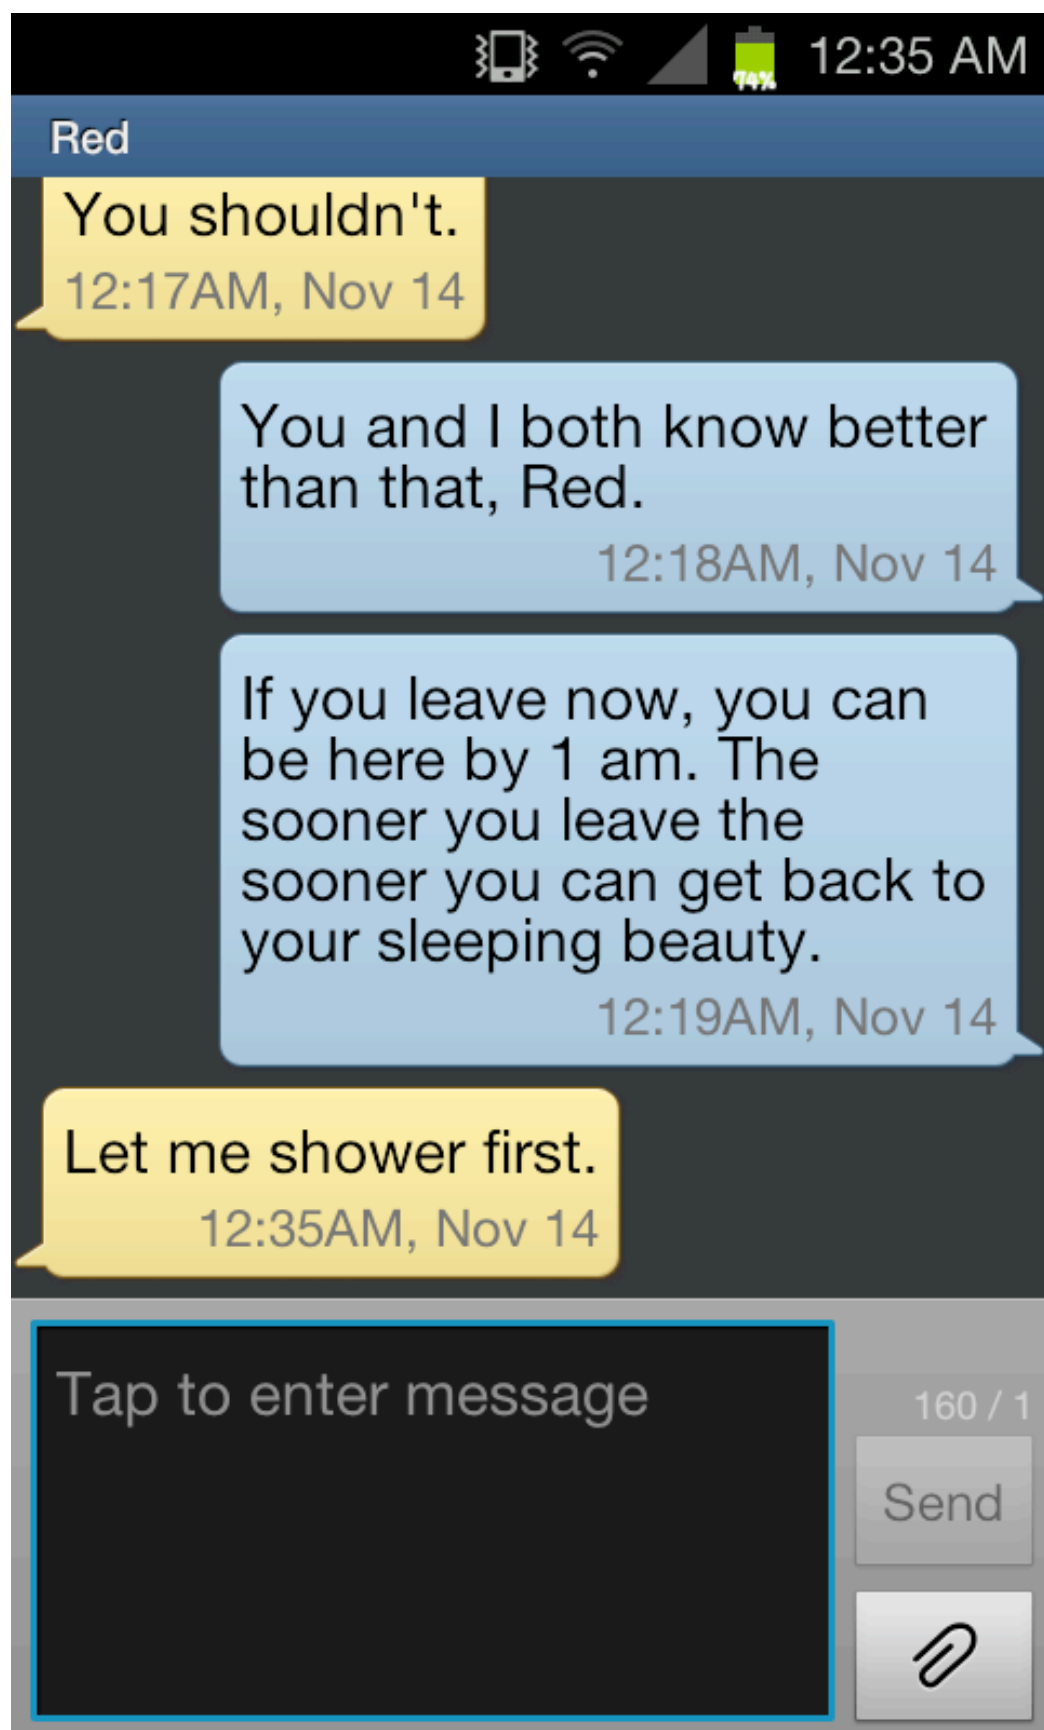 12:35 AM
74%
Red
You shouldn't.
12:17AM, Nov 14
You and I both know better
than that, Red.
12:18AM, Nov 14
If you leave now, you can
be here by 1 am. The
sooner you leave the
sooner you can get back to
your sleeping beauty.
12:19AM, Nov 14
Let me shower first.
12:35AM, Nov 14
Tap to enter message
160 / 1
Send